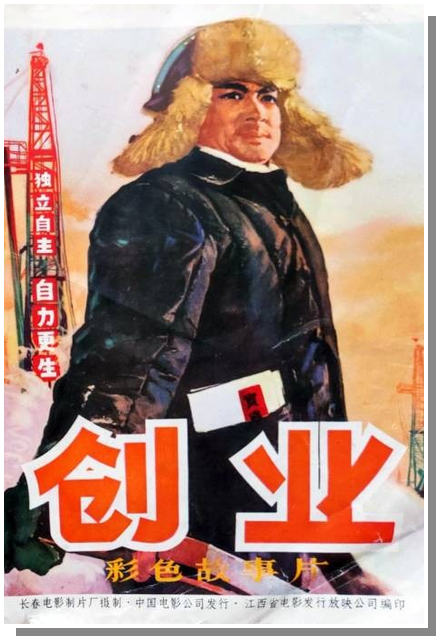 独立自主
自力更生
创业
彩色故事片
长春电影制片厂摄制·中国电影公司发行·江西省电影发行放映公司编印